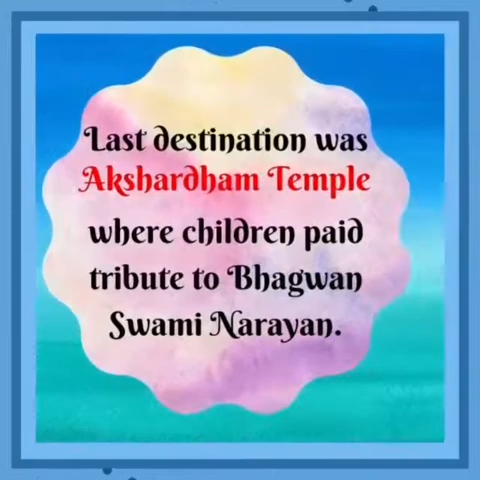 Last destination was
Akshardham Temple
where children paid
tribute to Bhagwan
Swami Narayan.